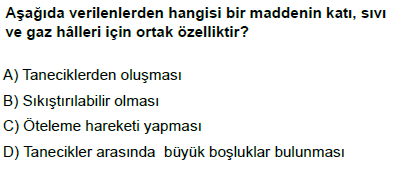 Aşağıda verilenlerden hangisi bir maddenin katı, sıvı
ve gaz hâlleri için ortak özelliktir?
A) Taneciklerden oluşması
B) Sıkıştırılabilir olması
C) Öteleme hareketi yapması
D) Tanecikler arasında büyük boşluklar bulunması